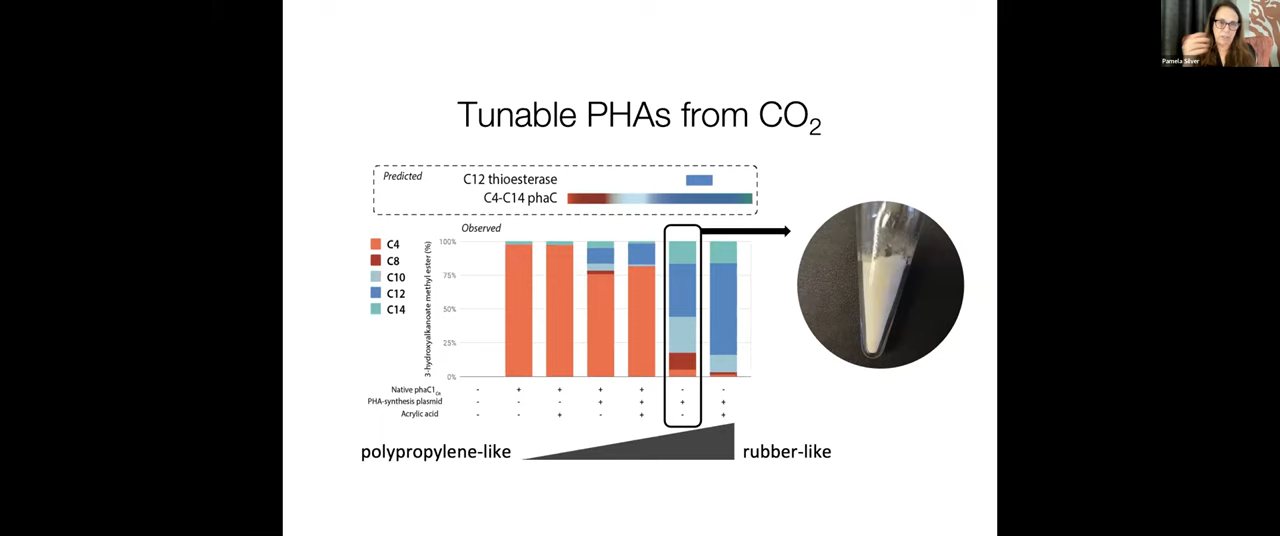 Pamela Silver
Tunable PHAs from CO2
Predicted
C12 thioesterase
C4-C14 phaC
Observed
C4
C8
C10
C12
C14
3-hydroxyalkanoate methyl ester (%)
100%
75%
50%
25%
0%
Native phaC1Cn - + + + + - -
PHA-synthesis plasmid - - - + + + +
Acrylic acid - - + - + - +
polypropylene-like
rubber-like